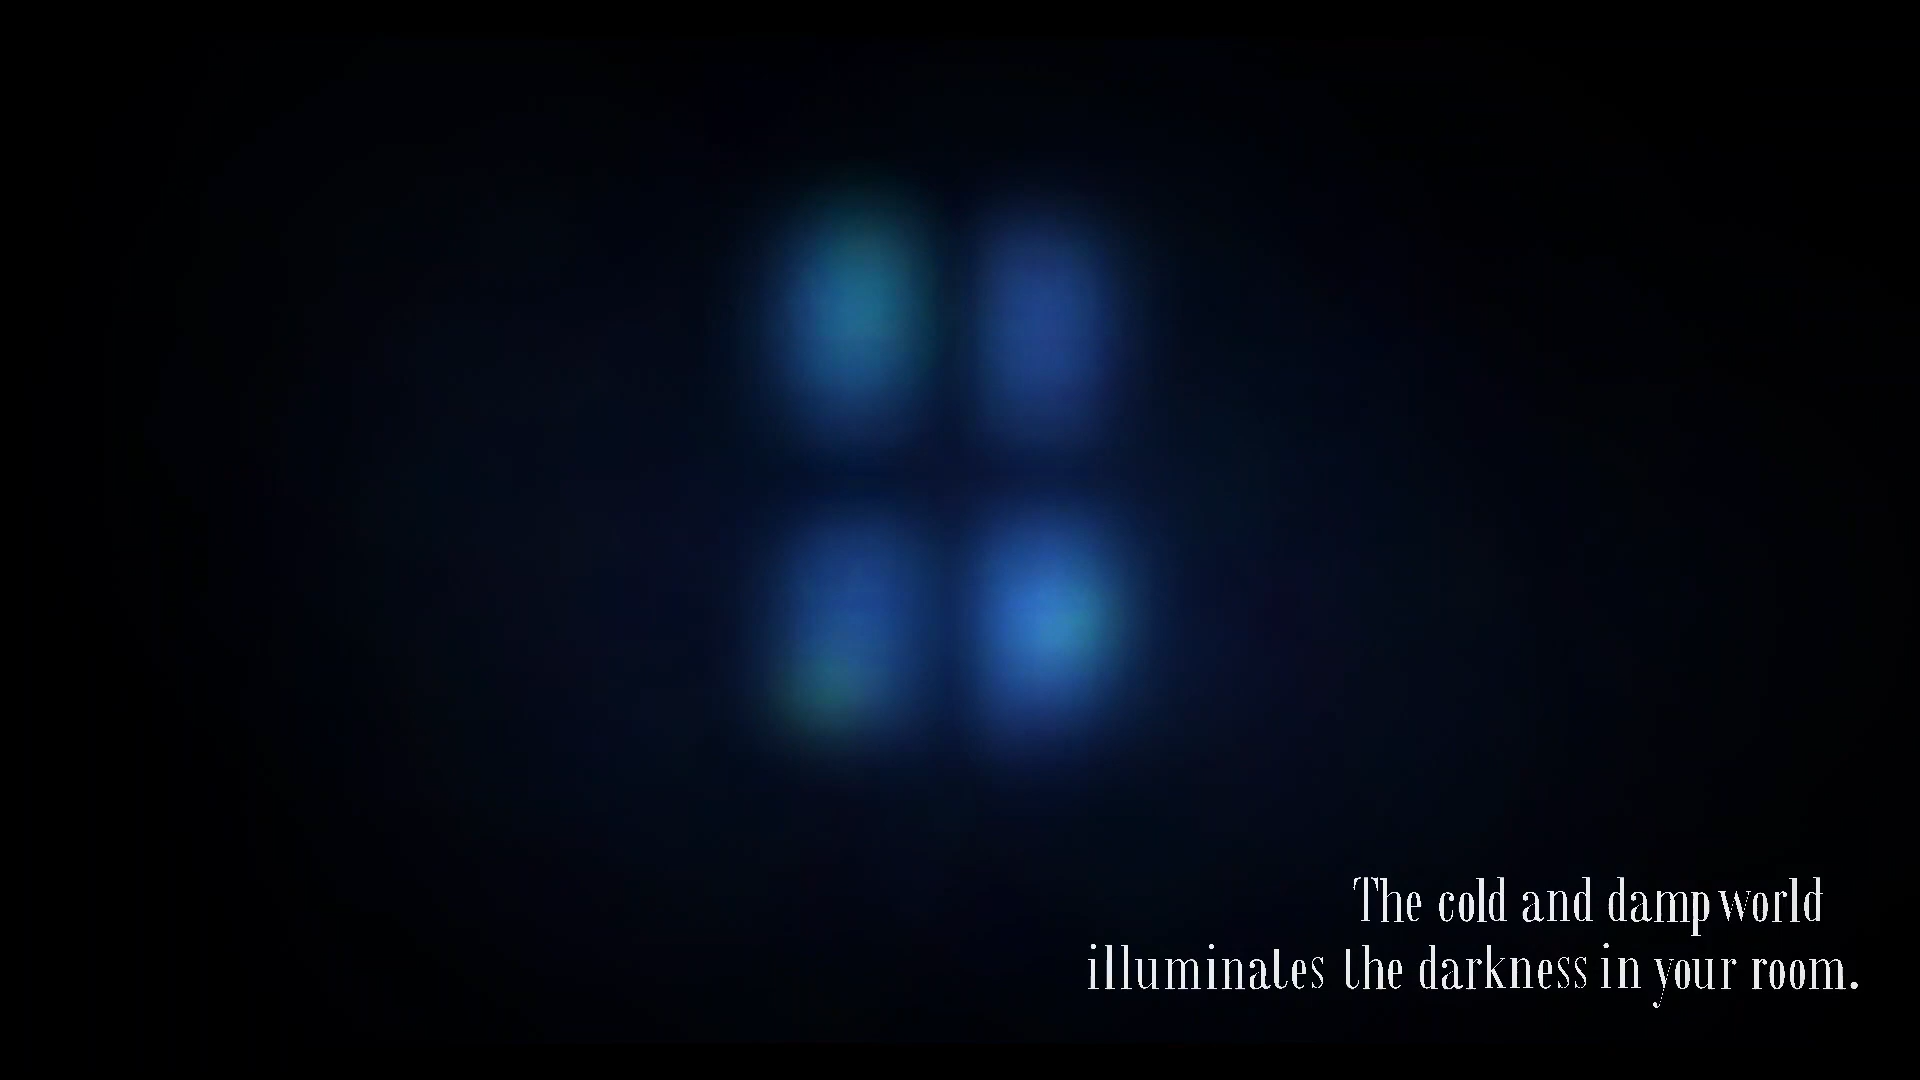 The cold and damp world
illuminates the darkness in your room.